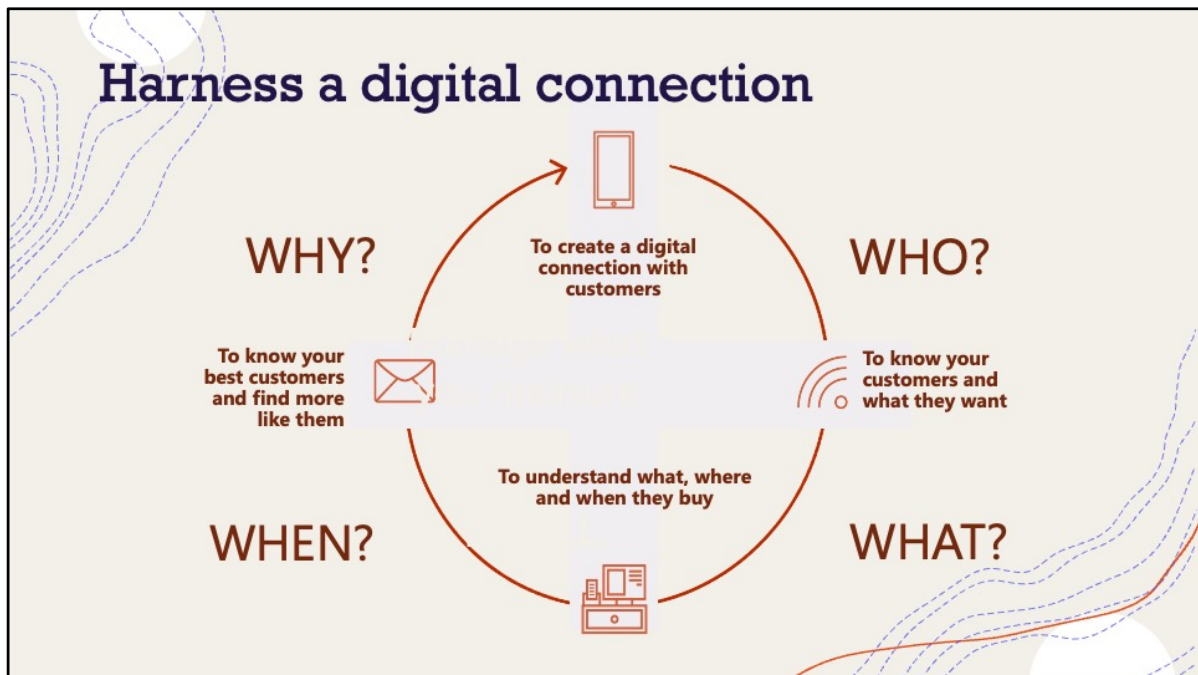 Harness a digital connection
WHY?
To create a digital
connection with
customers
WHO?
To know your
best customers
and find more
like them
To know your
customers and
what they want
To understand what, where
and when they buy
WHEN?
WHAT?